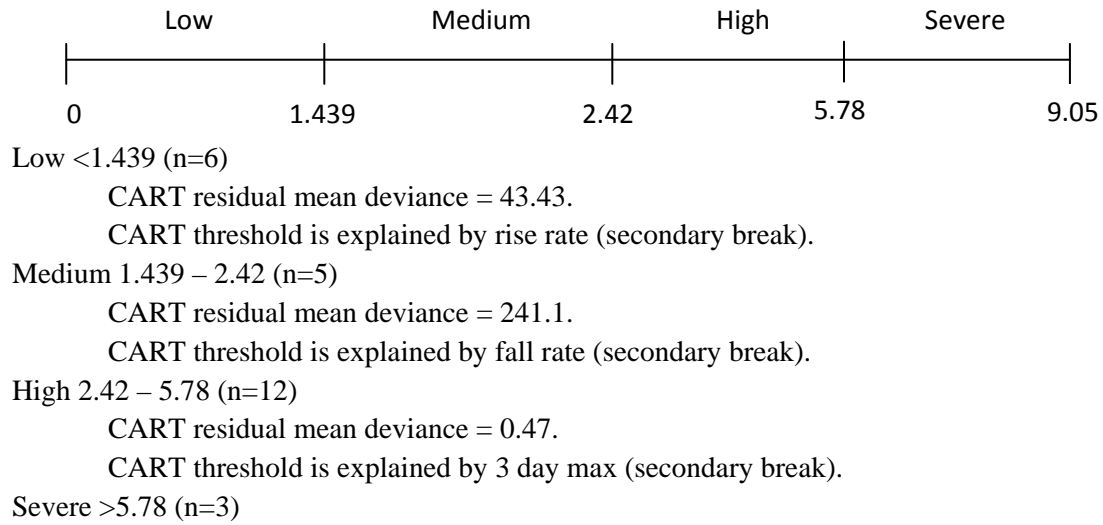 Low Medium High Severe
0 1.439 2.42 5.78 9.05
Low <1.439 (n=6)
CART residual mean deviance = 43.43.
CART threshold is explained by rise rate (secondary break).
Medium 1.439 – 2.42 (n=5)
CART residual mean deviance = 241.1.
CART threshold is explained by fall rate (secondary break).
High 2.42 – 5.78 (n=12)
CART residual mean deviance = 0.47.
CART threshold is explained by 3 day max (secondary break).
Severe >5.78 (n=3)